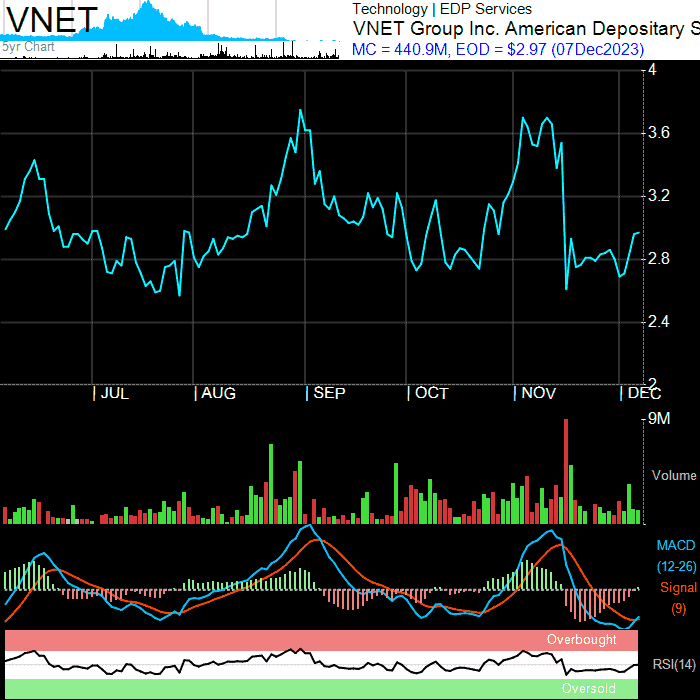 VNET
Technology | EDP Services
VNET Group Inc. American Depositary S
5yr Chart
MC = 440.9M, EOD = $2.97 (07Dec2023)
4
3.6
3.2
2.8
2.4
2
JUL
AUG
SEP
OCT
NOV
DEC
9M
Volume
MACD
(12-26)
Signal
(9)
Overbought
RSI(14)
Oversold